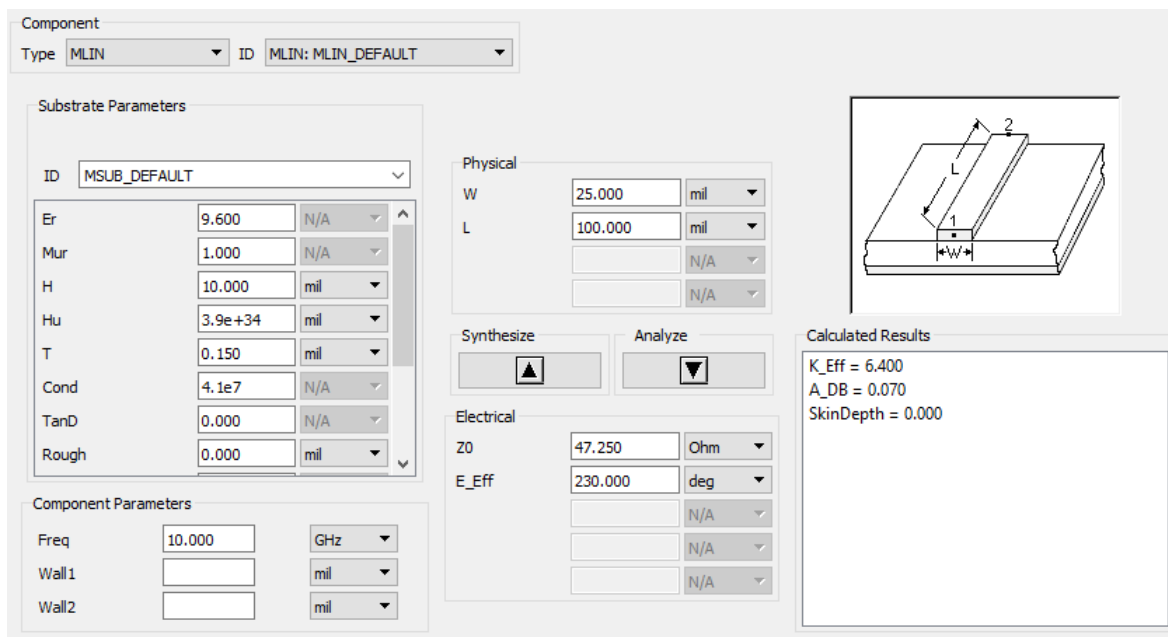 Component
Type MLIN ID MLIN: MLIN_DEFAULT
Substrate Parameters
ID MSUB_DEFAULT
Er 9.600 N/A
Mur 1.000 N/A
H 10.000 mil
Hu 3.9e+34 mil
T 0.150 mil
Cond 4.1e7 N/A
TanD 0.000 N/A
Rough 0.000 mil
Component Parameters
Freq 10.000 GHz
Wall1 mil
Wall2 mil
Physical
W 25.000 mil
L 100.000 mil
N/A
N/A
Synthesize Analyze
Electrical
Z0 47.250 Ohm
E_Eff 230.000 deg
N/A
N/A
N/A
2
L
1
W
Calculated Results
K_Eff = 6.400
A_DB = 0.070
SkinDepth = 0.000